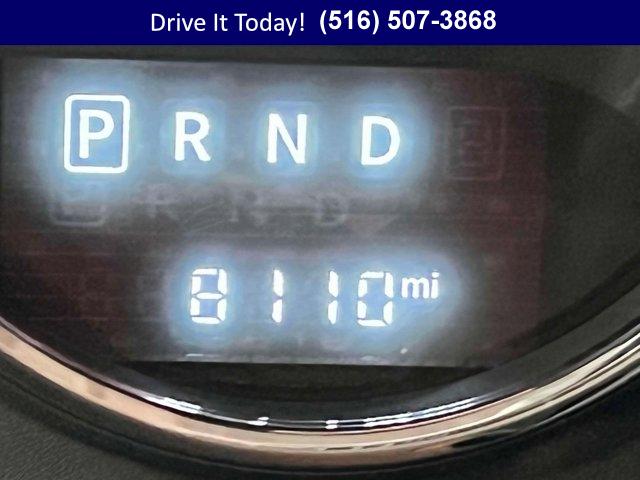 Drive It Today! (516) 507-3868
P R N D
8110 mi